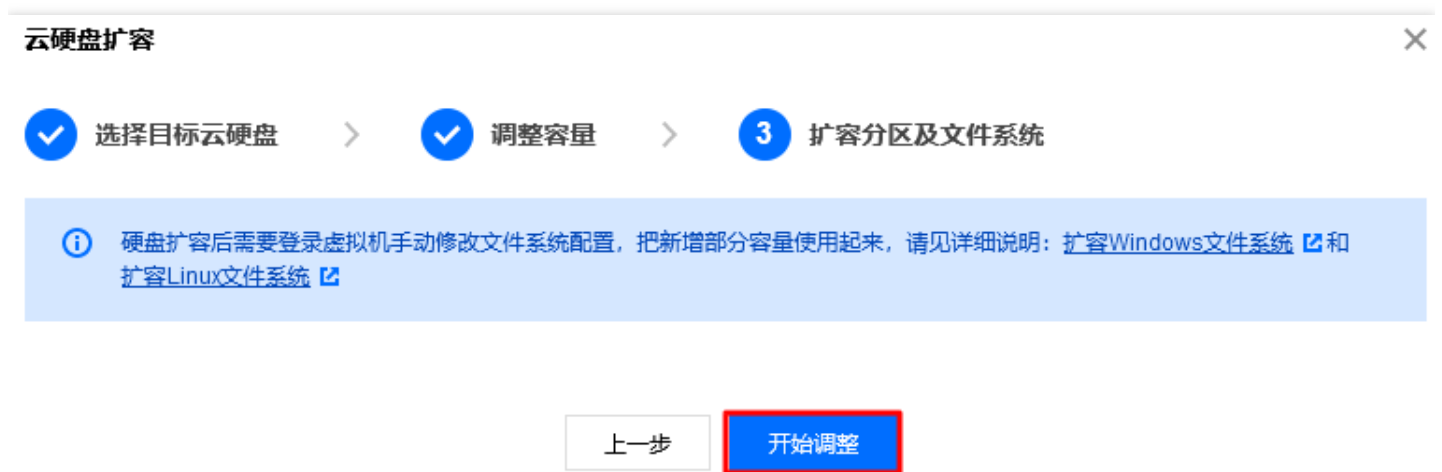 云硬盘扩容
选择目标云硬盘
调整容量
3 扩容分区及文件系统
硬盘扩容后需要登录虚拟机手动修改文件系统配置，把新增部分容量使用起来，请见详细说明：扩容Windows文件系统 和
扩容Linux文件系统
上一步
开始调整